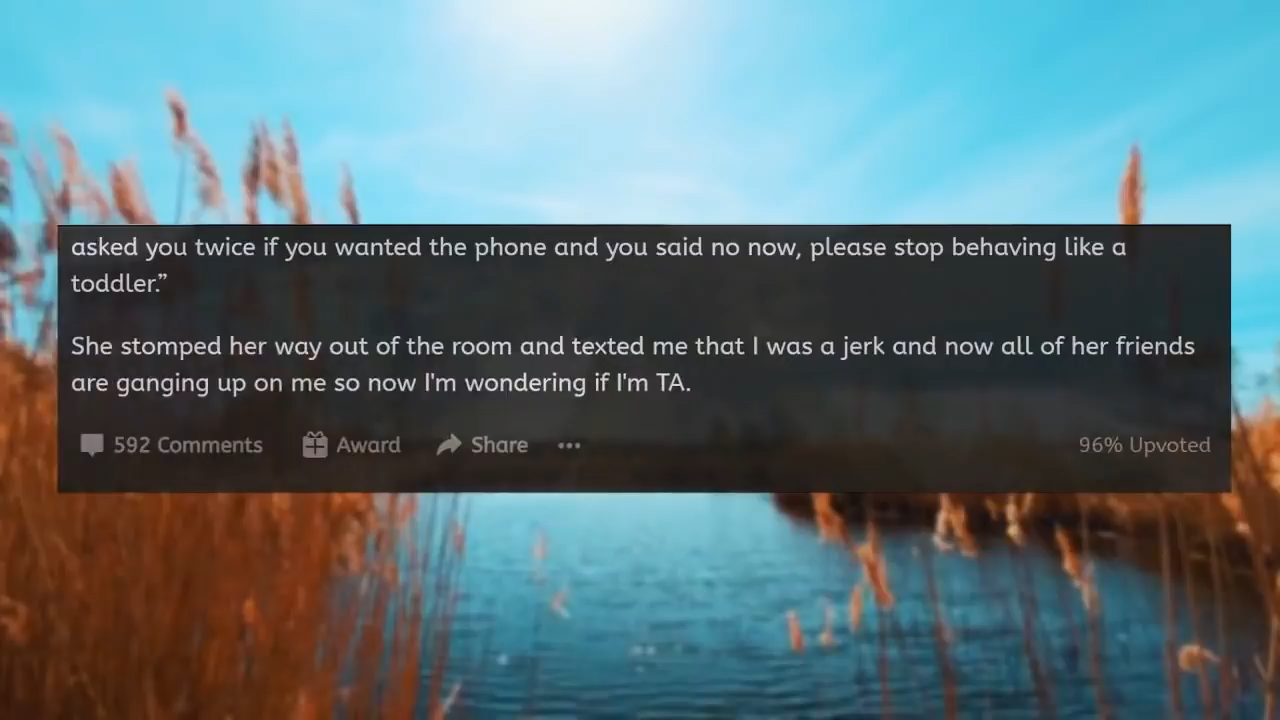 asked you twice if you wanted the phone and you said no now, please stop behaving like a
toddler.”
She stomped her way out of the room and texted me that I was a jerk and now all of her friends
are ganging up on me so now I'm wondering if I'm TA.
592 Comments Award Share ••• 96% Upvoted